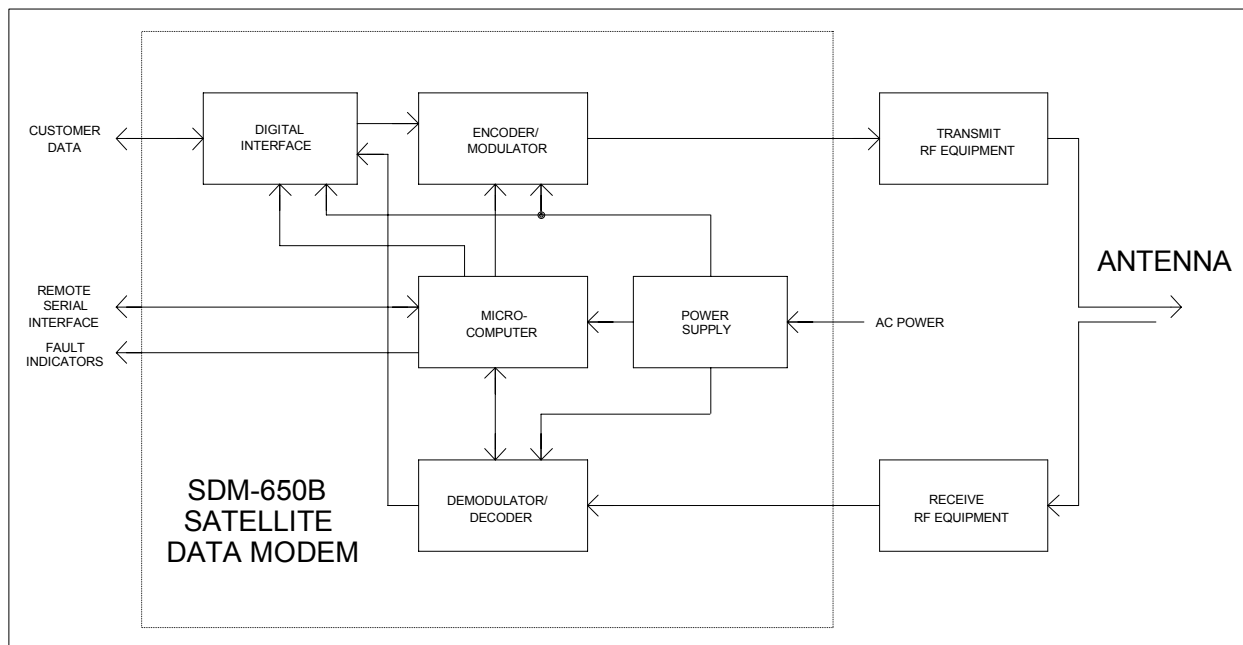 CUSTOMER
DATA
DIGITAL
INTERFACE
ENCODER/
MODULATOR
TRANSMIT
RF EQUIPMENT
ANTENNA
REMOTE
SERIAL
INTERFACE
MICRO-
COMPUTER
POWER
SUPPLY
AC POWER
FAULT
INDICATORS
SDM-650B
SATELLITE
DATA MODEM
DEMODULATOR/
DECODER
RECEIVE
RF EQUIPMENT